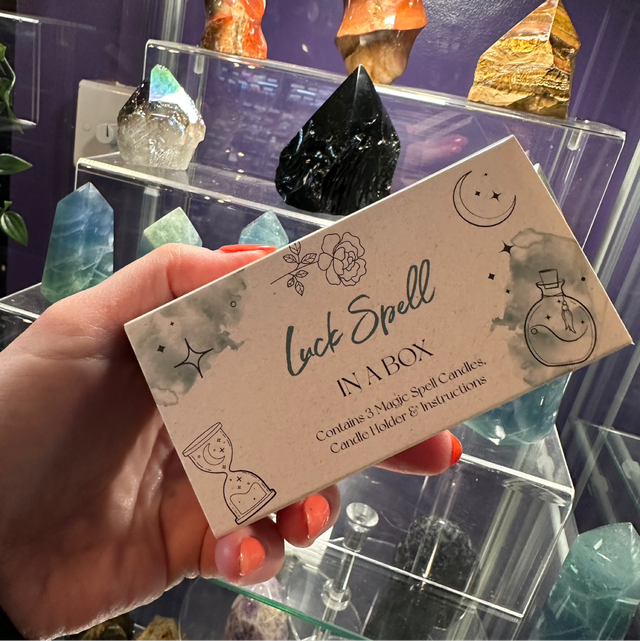 Luck Spell
IN A BOX
Contains 3 Magic Spell Candles,
Candle Holder & Instructions